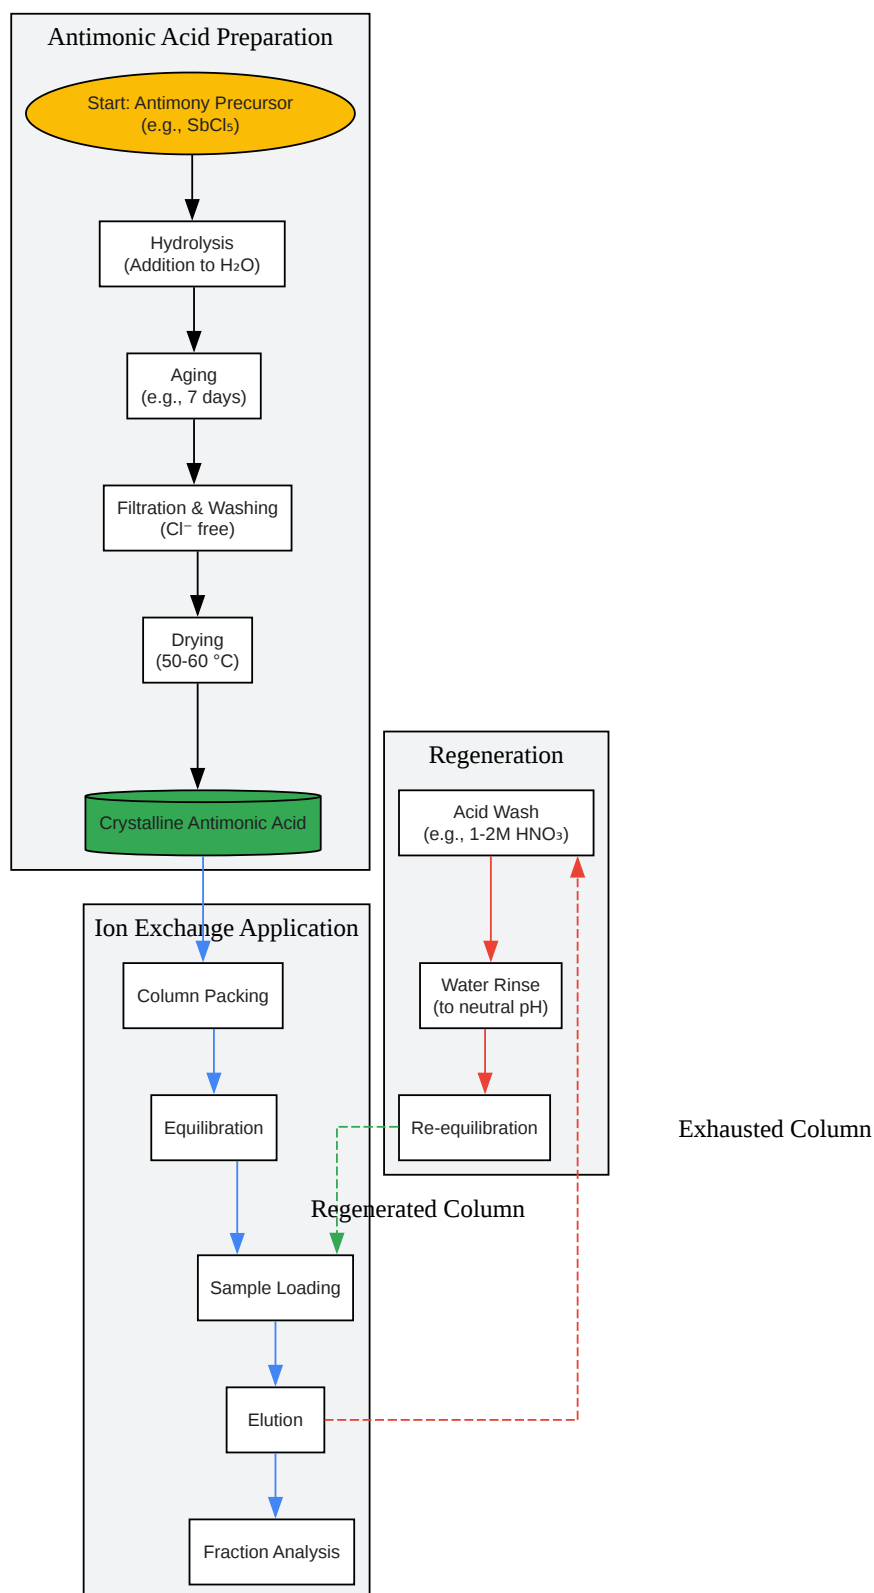 Antimonic Acid Preparation
Start: Antimony Precursor
(e.g., SbCl₅)
Hydrolysis
(Addition to H₂O)
Aging
(e.g., 7 days)
Filtration & Washing
(Cl⁻ free)
Drying
(50-60 °C)
Crystalline Antimonic Acid
Regeneration
Acid Wash
(e.g., 1-2M HNO₃)
Water Rinse
(to neutral pH)
Re-equilibration
Ion Exchange Application
Column Packing
Equilibration
Exhausted Column
Regenerated Column
Sample Loading
Elution
Fraction Analysis